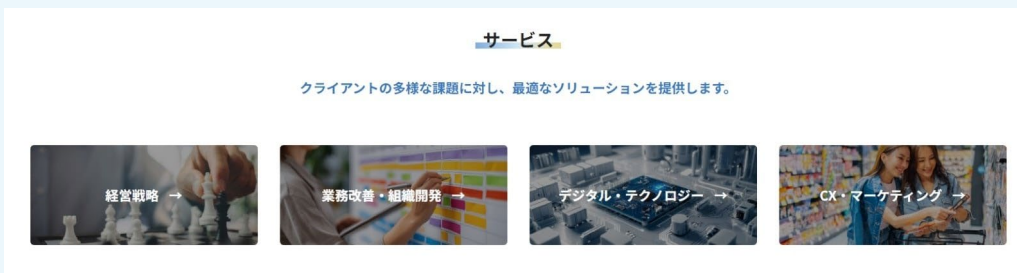 サービス
クライアントの多様な課題に対し、最適なソリューションを提供します。
経営戦略 →
業務改善・組織開発 →
デジタル・テクノロジー →
CX・マーケティング →